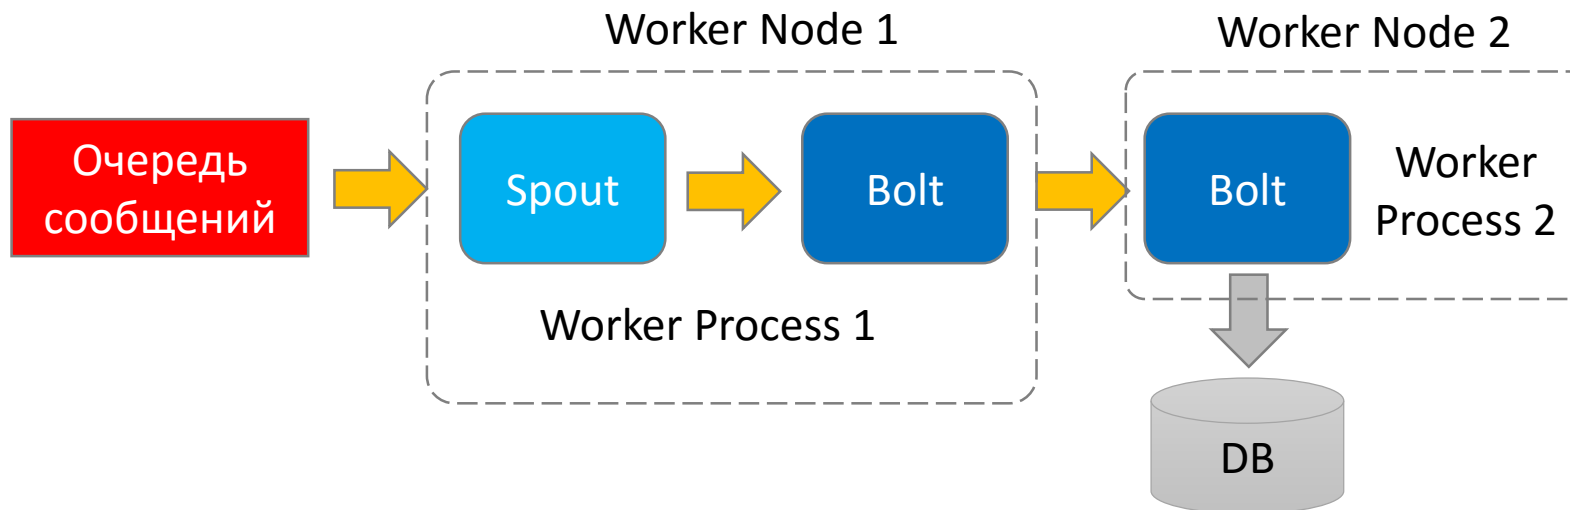 Worker Node 1
Worker Node 2
Очередь
сообщений
Spout
Bolt
Bolt
Worker
Process 2
Worker Process 1
DB